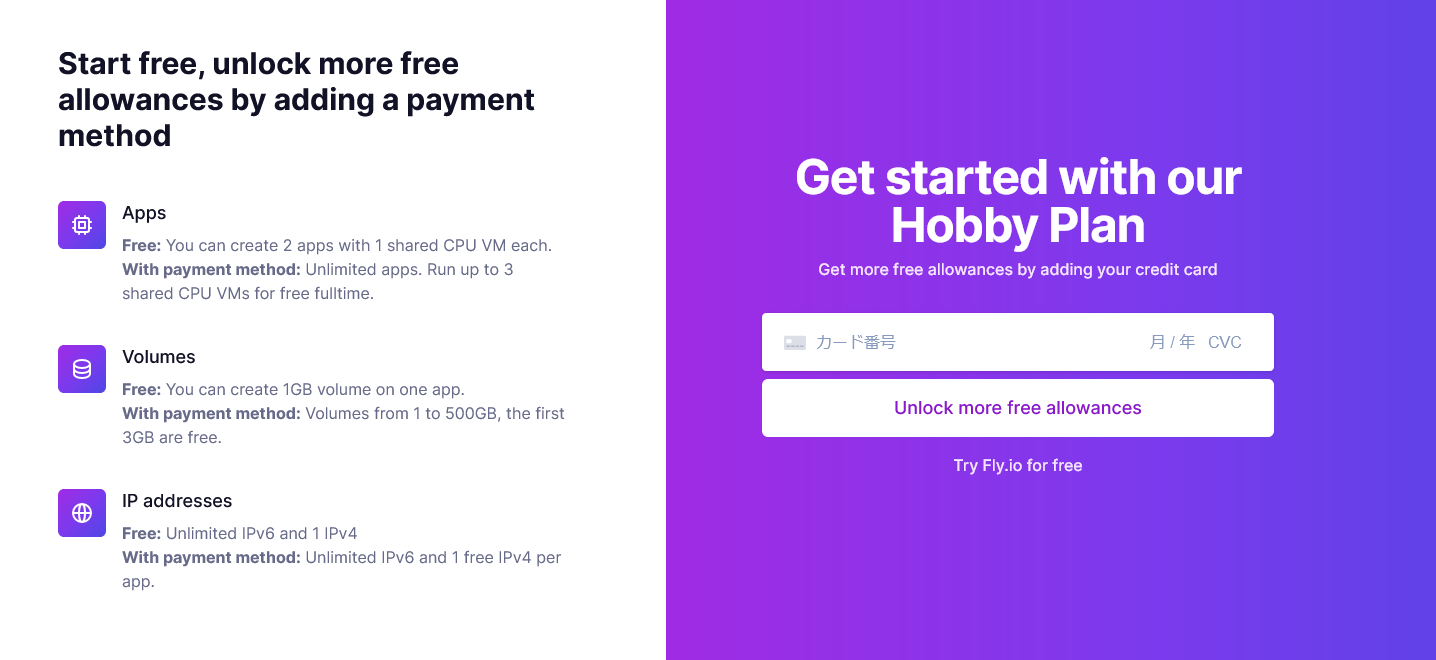 Start free, unlock more free
allowances by adding a payment
method
Apps
Free: You can create 2 apps with 1 shared CPU VM each.
With payment method: Unlimited apps. Run up to 3
shared CPU VMs for free fulltime.
Volumes
Free: You can create 1GB volume on one app.
With payment method: Volumes from 1 to 500GB, the first
3GB are free.
IP addresses
Free: Unlimited IPv6 and 1 IPv4
With payment method: Unlimited IPv6 and 1 free IPv4 per
app.
Get started with our
Hobby Plan
Get more free allowances by adding your credit card
カード番号 月 / 年 CVC
Unlock more free allowances
Try Fly.io for free